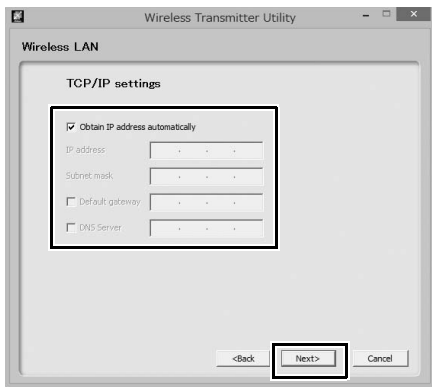 Wireless Transmitter Utility
Wireless LAN
TCP/IP settings
Obtain IP address automatically
IP address
Subnet mask
Default gateway
DNS Server
<Back Next> Cancel